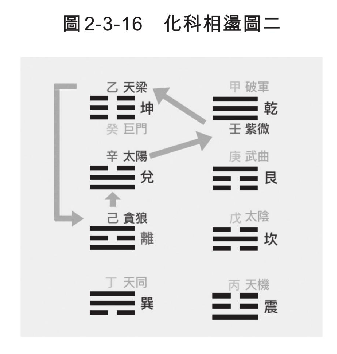 圖2-3-16 化科相盪圖二
乙 天梁
坤
癸 巨門
甲 破軍
乾
壬 紫微
辛 太陽
兌
庚 武曲
艮
己 貪狼
離
戊 太陰
坎
丁 天同
巽
丙 天機
震